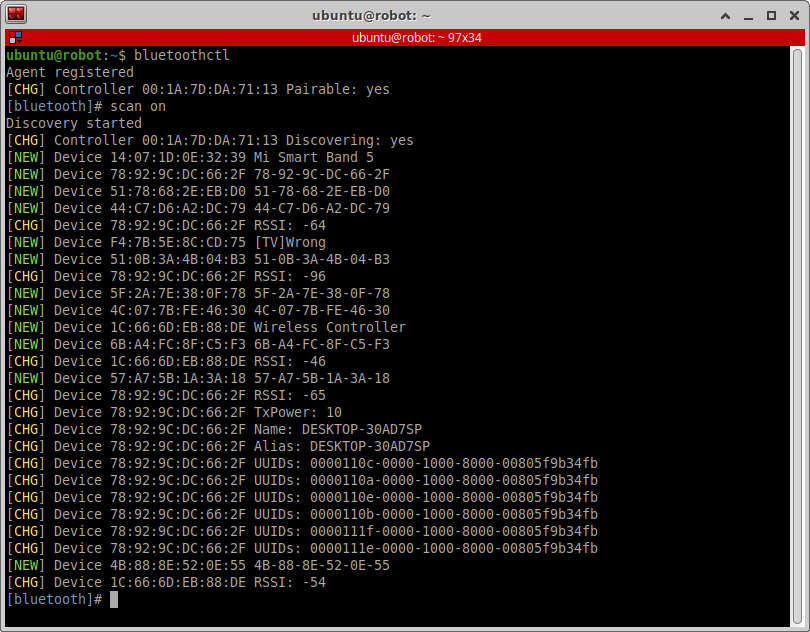 ubuntu@robot: ~
ubuntu@robot: ~ 97x34
ubuntu@robot:~$ bluetoothctl
Agent registered
[CHG] Controller 00:1A:7D:DA:71:13 Pairable: yes
[bluetooth]# scan on
Discovery started
[CHG] Controller 00:1A:7D:DA:71:13 Discovering: yes
[NEW] Device 14:07:1D:0E:32:39 Mi Smart Band 5
[NEW] Device 78:92:9C:DC:66:2F 78-92-9C-DC-66-2F
[NEW] Device 51:78:68:2E:EB:D0 51-78-68-2E-EB-D0
[NEW] Device 44:C7:D6:A2:DC:79 44-C7-D6-A2-DC-79
[CHG] Device 78:92:9C:DC:66:2F RSSI: -64
[NEW] Device F4:7B:5E:8C:CD:75 [TV]Wrong
[NEW] Device 51:0B:3A:4B:04:B3 51-0B-3A-4B-04-B3
[CHG] Device 78:92:9C:DC:66:2F RSSI: -96
[NEW] Device 5F:2A:7E:38:0F:78 5F-2A-7E-38-0F-78
[NEW] Device 4C:07:7B:FE:46:30 4C-07-7B-FE-46-30
[NEW] Device 1C:66:6D:EB:88:DE Wireless Controller
[NEW] Device 6B:A4:FC:8F:C5:F3 6B-A4-FC-8F-C5-F3
[CHG] Device 1C:66:6D:EB:88:DE RSSI: -46
[NEW] Device 57:A7:5B:1A:3A:18 57-A7-5B-1A-3A-18
[CHG] Device 78:92:9C:DC:66:2F RSSI: -65
[CHG] Device 78:92:9C:DC:66:2F TxPower: 10
[CHG] Device 78:92:9C:DC:66:2F Name: DESKTOP-30AD7SP
[CHG] Device 78:92:9C:DC:66:2F Alias: DESKTOP-30AD7SP
[CHG] Device 78:92:9C:DC:66:2F UUIDs: 0000110c-0000-1000-8000-00805f9b34fb
[CHG] Device 78:92:9C:DC:66:2F UUIDs: 0000110a-0000-1000-8000-00805f9b34fb
[CHG] Device 78:92:9C:DC:66:2F UUIDs: 0000110e-0000-1000-8000-00805f9b34fb
[CHG] Device 78:92:9C:DC:66:2F UUIDs: 0000110b-0000-1000-8000-00805f9b34fb
[CHG] Device 78:92:9C:DC:66:2F UUIDs: 0000111f-0000-1000-8000-00805f9b34fb
[CHG] Device 78:92:9C:DC:66:2F UUIDs: 0000111e-0000-1000-8000-00805f9b34fb
[NEW] Device 4B:88:8E:52:0E:55 4B-88-8E-52-0E-55
[CHG] Device 1C:66:6D:EB:88:DE RSSI: -54
[bluetooth]#